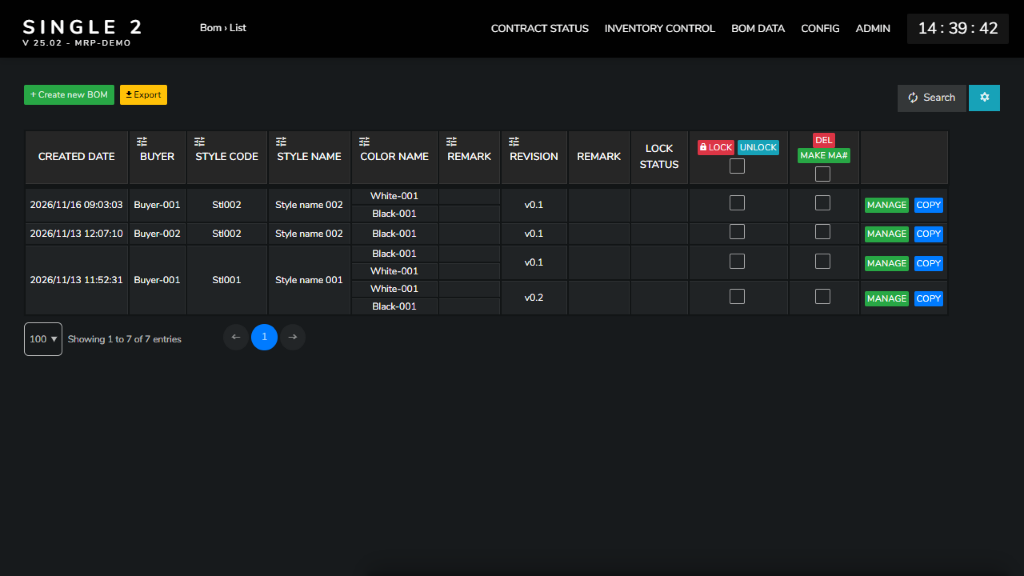 SINGLE 2
V 25.02 - MRP-DEMO
Bom › List
CONTRACT STATUS INVENTORY CONTROL BOM DATA CONFIG ADMIN
14 : 39 : 42
+ Create new BOM Export
Search
CREATED DATE BUYER STYLE CODE STYLE NAME COLOR NAME REMARK REVISION REMARK LOCK STATUS LOCK UNLOCK DEL MAKE MA#
2026/11/16 09:03:03 Buyer-001 Stl002 Style name 002 White-001 v0.1 MANAGE COPY
Black-001
2026/11/13 12:07:10 Buyer-002 Stl002 Style name 002 Black-001 v0.1 MANAGE COPY
2026/11/13 11:52:31 Buyer-001 Stl001 Style name 001 Black-001 v0.1 MANAGE COPY
White-001
White-001 v0.2 MANAGE COPY
Black-001
100 ▾ Showing 1 to 7 of 7 entries ← 1 →